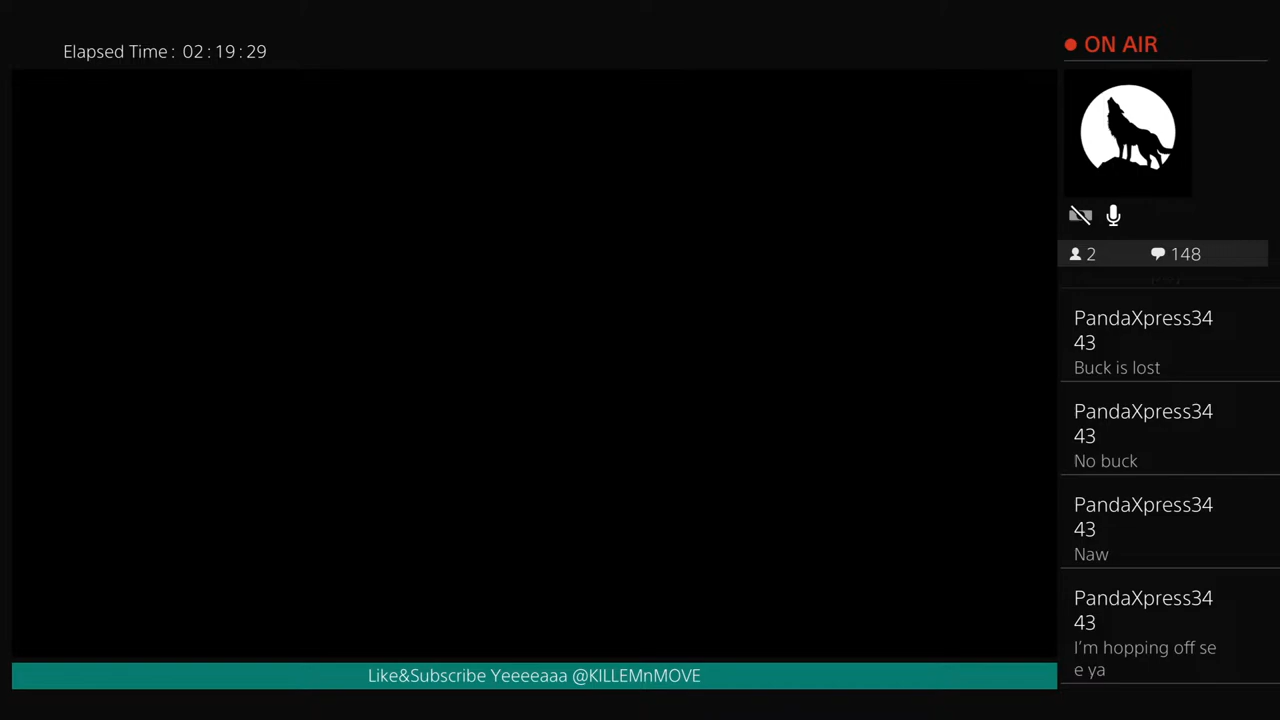 Elapsed Time: 02:19:29
ON AIR
2 148
PandaXpress34
43
Buck is lost
PandaXpress34
43
No buck
PandaXpress34
43
Naw
PandaXpress34
43
I'm hopping off se
e ya
Like&Subscribe Yeeeeaaa @KILLEMnMOVE